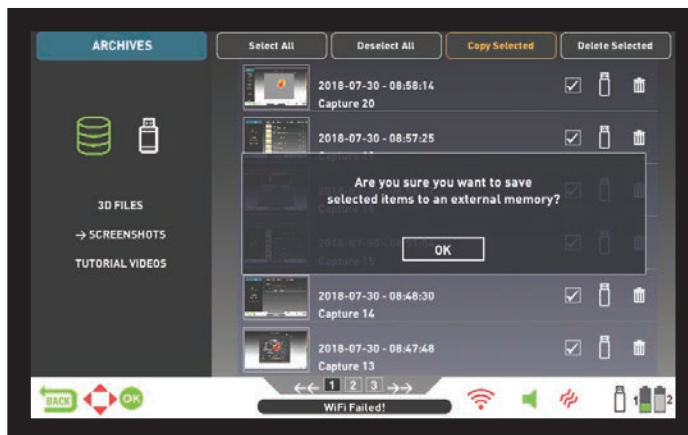 ARCHIVES
Select All
Deselect All
Copy Selected
Delete Selected
2018-07-30 - 08:58:14
Capture 20
2018-07-30 - 08:57:25
Are you sure you want to save
selected items to an external memory?
OK
3D FILES
→ SCREENSHOTS
TUTORIAL VIDEOS
Capture 15
2018-07-30 - 08:48:30
Capture 14
2018-07-30 - 08:47:48
Capture 13
BACK
OK
←← 1 2 3 →→
WiFi Failed!
1
2